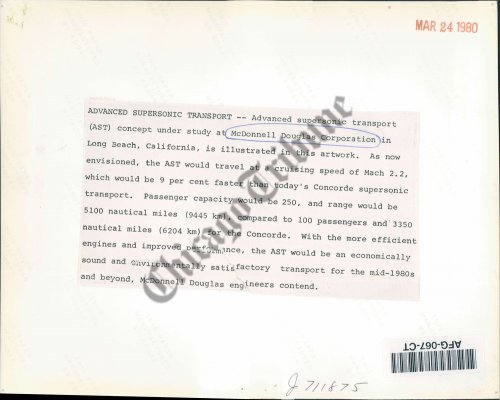 MAR 24 1980
ADVANCED SUPERSONIC TRANSPORT -- Advanced supersonic transport
(AST) concept under study at McDonnell Douglas Corporation in
Long Beach, California, is illustrated in this artwork. As now
envisioned, the AST would travel at a cruising speed of Mach 2.2,
which would be 9 per cent faster than today's Concorde supersonic
transport. Passenger capacity would be 250, and range would be
5100 nautical miles (9445 km), compared to 100 passengers and 3350
nautical miles (6204 km) for the Concorde. With the more efficient
engines and improved performance, the AST would be an economically
sound and environmentally satisfactory transport for the mid-1980s
and beyond, McDonnell Douglas engineers contend.
Chicago Tribune
AFG-067-CT
J711875